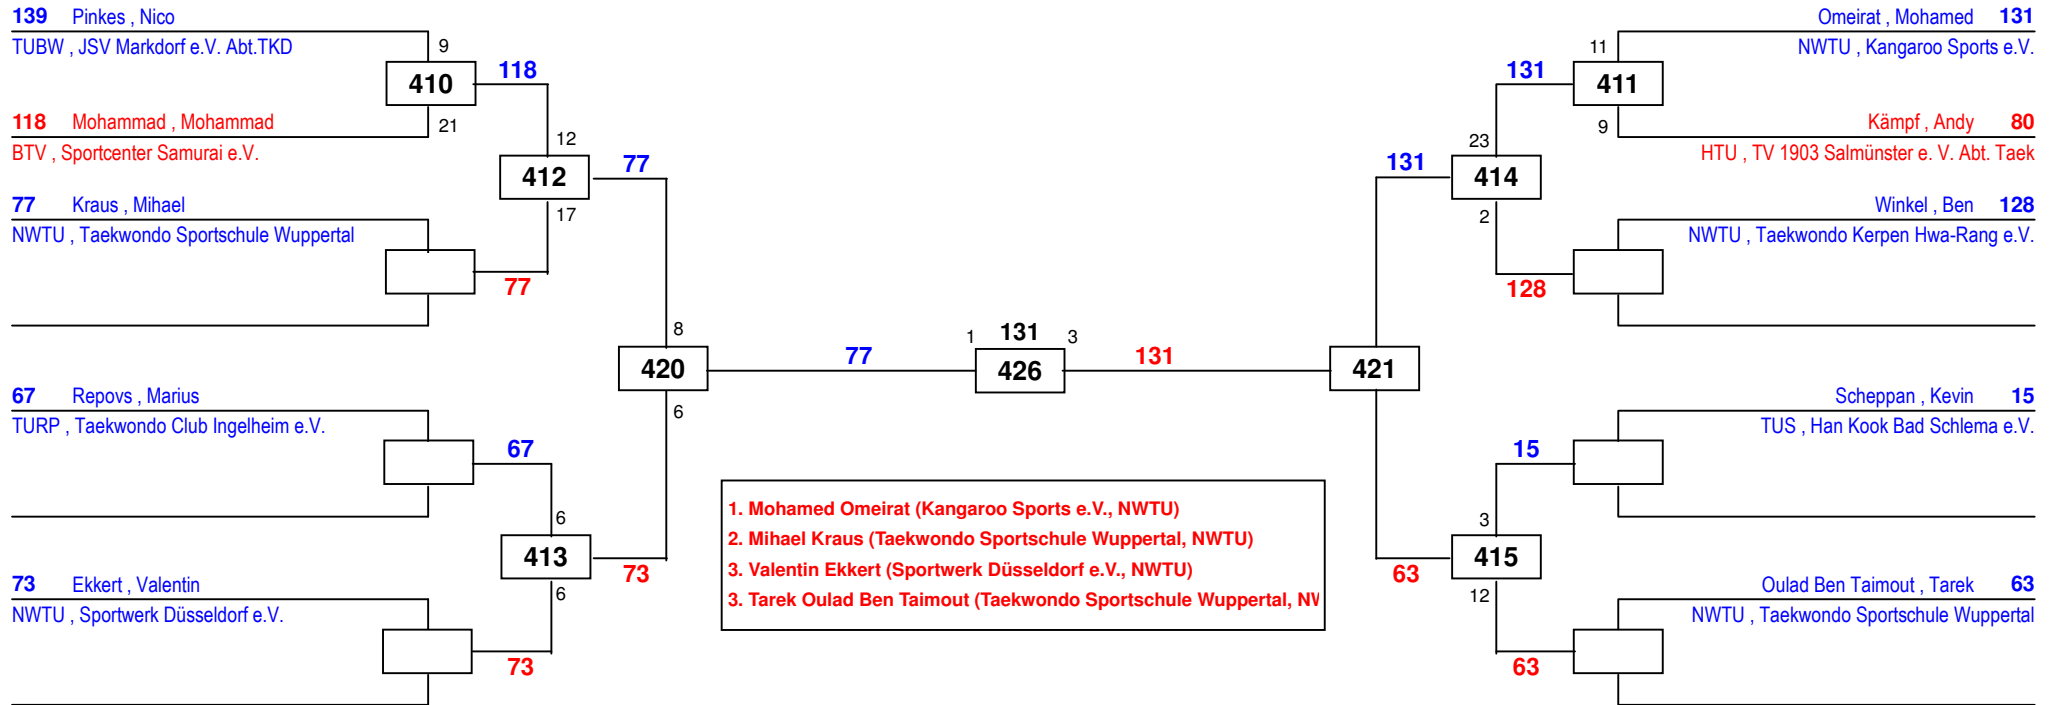 139 Pinkes , Nico
TUBW , JSV Markdorf e.V. Abt.TKD
9
410
118
21
118 Mohammad , Mohammad
BTV , Sportcenter Samurai e.V.
12
412
77
17
77 Kraus , Mihael
NWTU , Taekwondo Sportschule Wuppertal
77
8
420
77
6
67 Repovs , Marius
TURP , Taekwondo Club Ingelheim e.V.
67
6
413
73
6
73 Ekkert , Valentin
NWTU , Sportwerk Düsseldorf e.V.
73
1 131 3
426
131
1. Mohamed Omeirat (Kangaroo Sports e.V., NWTU)
2. Mihael Kraus (Taekwondo Sportschule Wuppertal, NWTU)
3. Valentin Ekkert (Sportwerk Düsseldorf e.V., NWTU)
3. Tarek Oulad Ben Taimout (Taekwondo Sportschule Wuppertal, NW
Omeirat , Mohamed 131
NWTU , Kangaroo Sports e.V.
11
131
411
9
Kämpf , Andy 80
HTU , TV 1903 Salmünster e. V. Abt. Taek
23
131
414
2
Winkel , Ben 128
NWTU , Taekwondo Kerpen Hwa-Rang e.V.
128
421
Scheppan , Kevin 15
TUS , Han Kook Bad Schlema e.V.
15
3
415
63
12
Oulad Ben Taimout , Tarek 63
NWTU , Taekwondo Sportschule Wuppertal
63